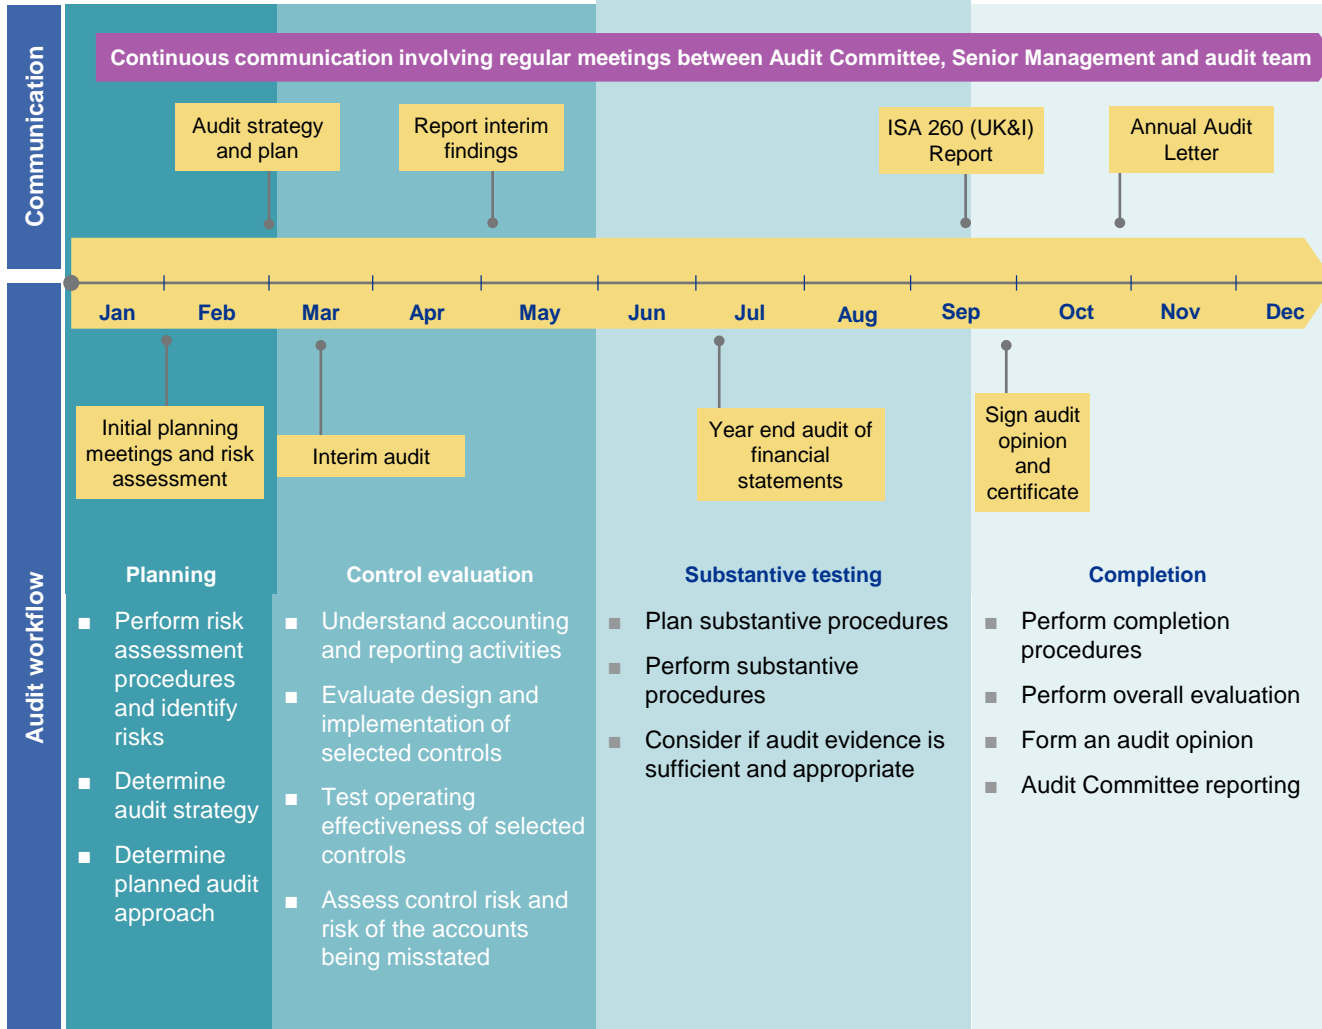 Communication
Continuous communication involving regular meetings between Audit Committee, Senior Management and audit team
Audit strategy
and plan
Report interim
findings
ISA 260 (UK&I)
Report
Annual Audit
Letter
Jan Feb Mar Apr May Jun Jul Aug Sep Oct Nov Dec
Audit workflow
Initial planning
meetings and risk
assessment
Interim audit
Year end audit of
financial
statements
Sign audit
opinion
and
certificate
Planning
■ Perform risk
assessment
procedures
and identify
risks
■ Determine
audit strategy
■ Determine
planned audit
approach
Control evaluation
■ Understand accounting
and reporting activities
■ Evaluate design and
implementation of
selected controls
■ Test operating
effectiveness of selected
controls
■ Assess control risk and
risk of the accounts
being misstated
Substantive testing
■ Plan substantive procedures
■ Perform substantive
procedures
■ Consider if audit evidence is
sufficient and appropriate
Completion
■ Perform completion
procedures
■ Perform overall evaluation
■ Form an audit opinion
■ Audit Committee reporting